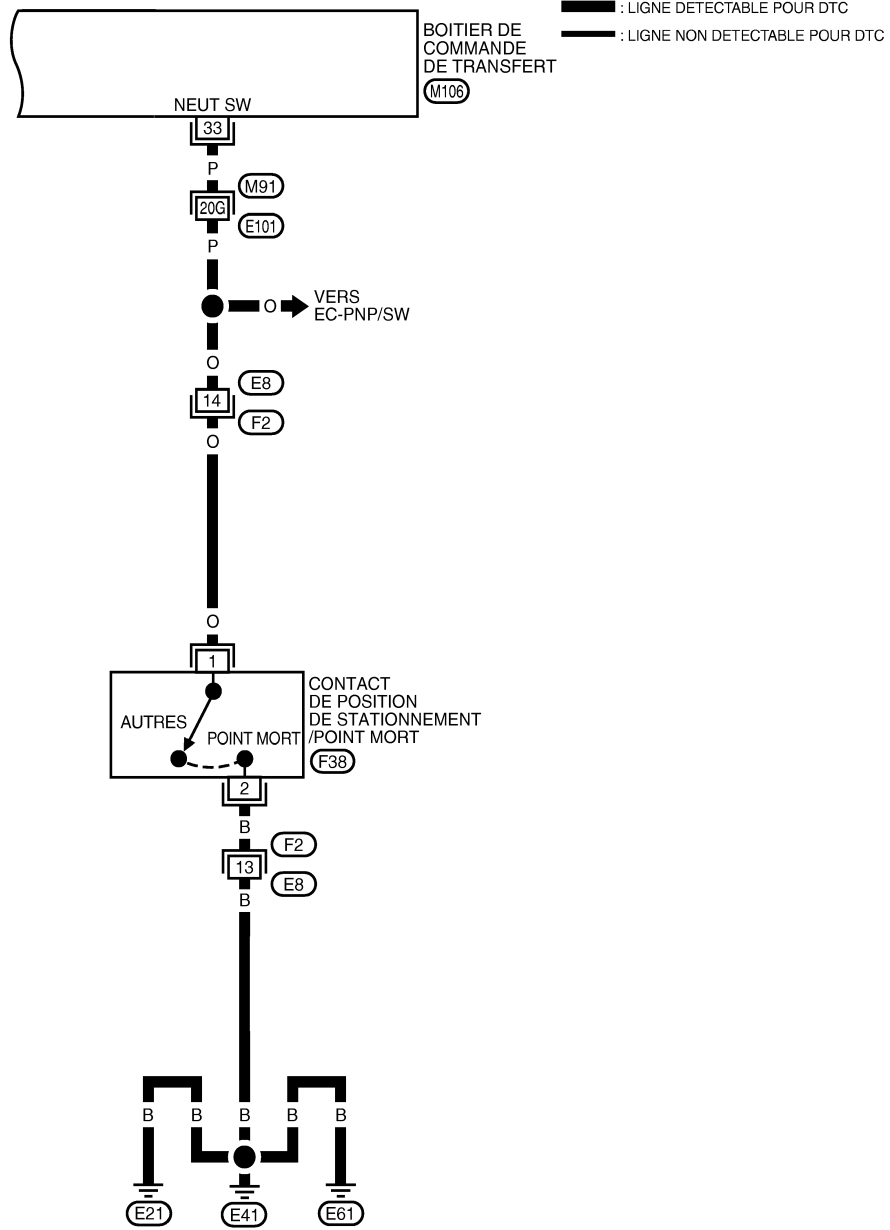 : LIGNE DETECTABLE POUR DTC
: LIGNE NON DETECTABLE POUR DTC
BOITIER DE
COMMANDE
DE TRANSFERT
M106
NEUT SW
33
P
M91
20G
E101
P
O
VERS
EC-PNP/SW
O
E8
14
F2
O
O
1
CONTACT
DE POSITION
DE STATIONNEMENT
/POINT MORT
F38
AUTRES
POINT MORT
2
B
F2
13
E8
B
B B B B B
E21 E41 E61